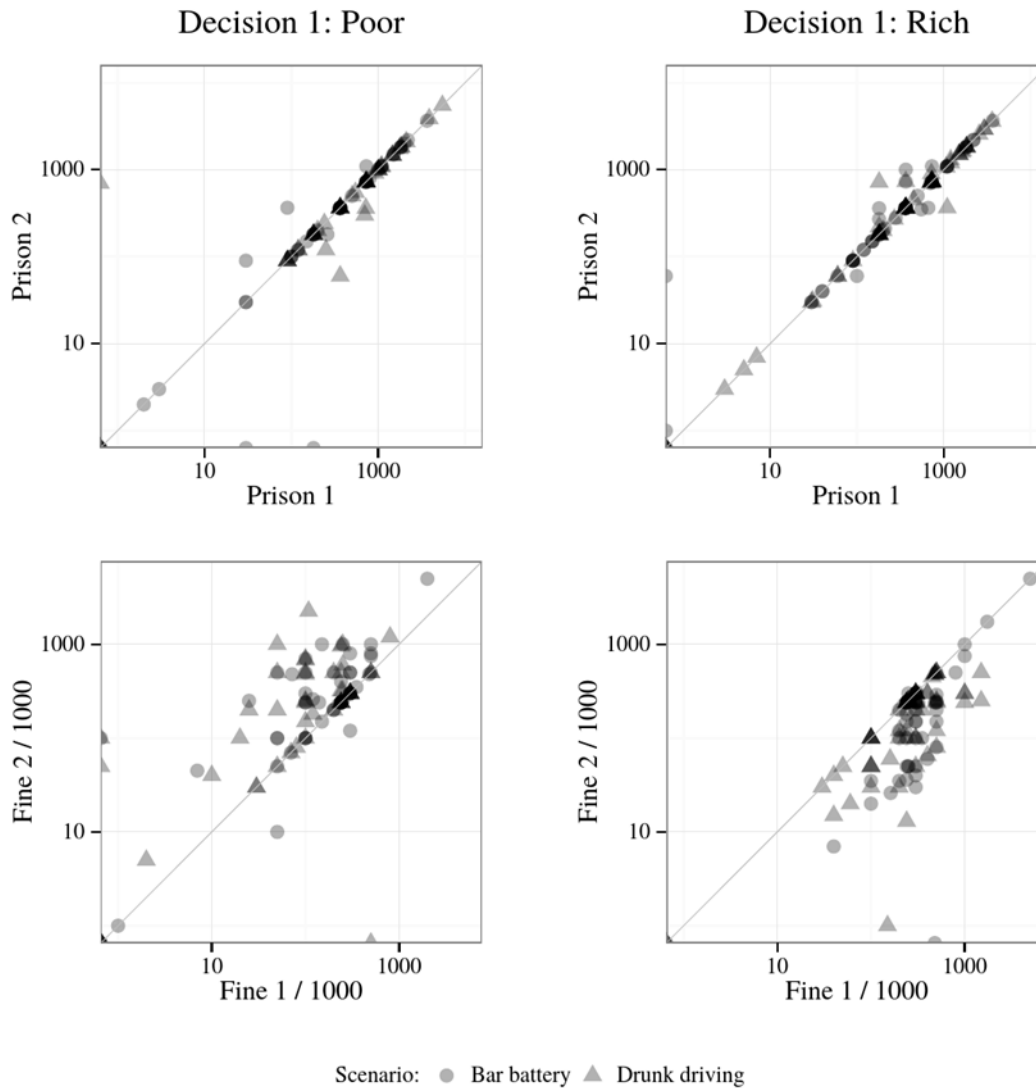 Decision 1: Poor
Decision 1: Rich
Prison 2
1000
10
10
1000
Prison 1
Prison 2
1000
10
10
1000
Prison 1
Fine 2 / 1000
1000
10
10
1000
Fine 1 / 1000
Fine 2 / 1000
1000
10
10
1000
Fine 1 / 1000
Scenario: Bar battery Drunk driving